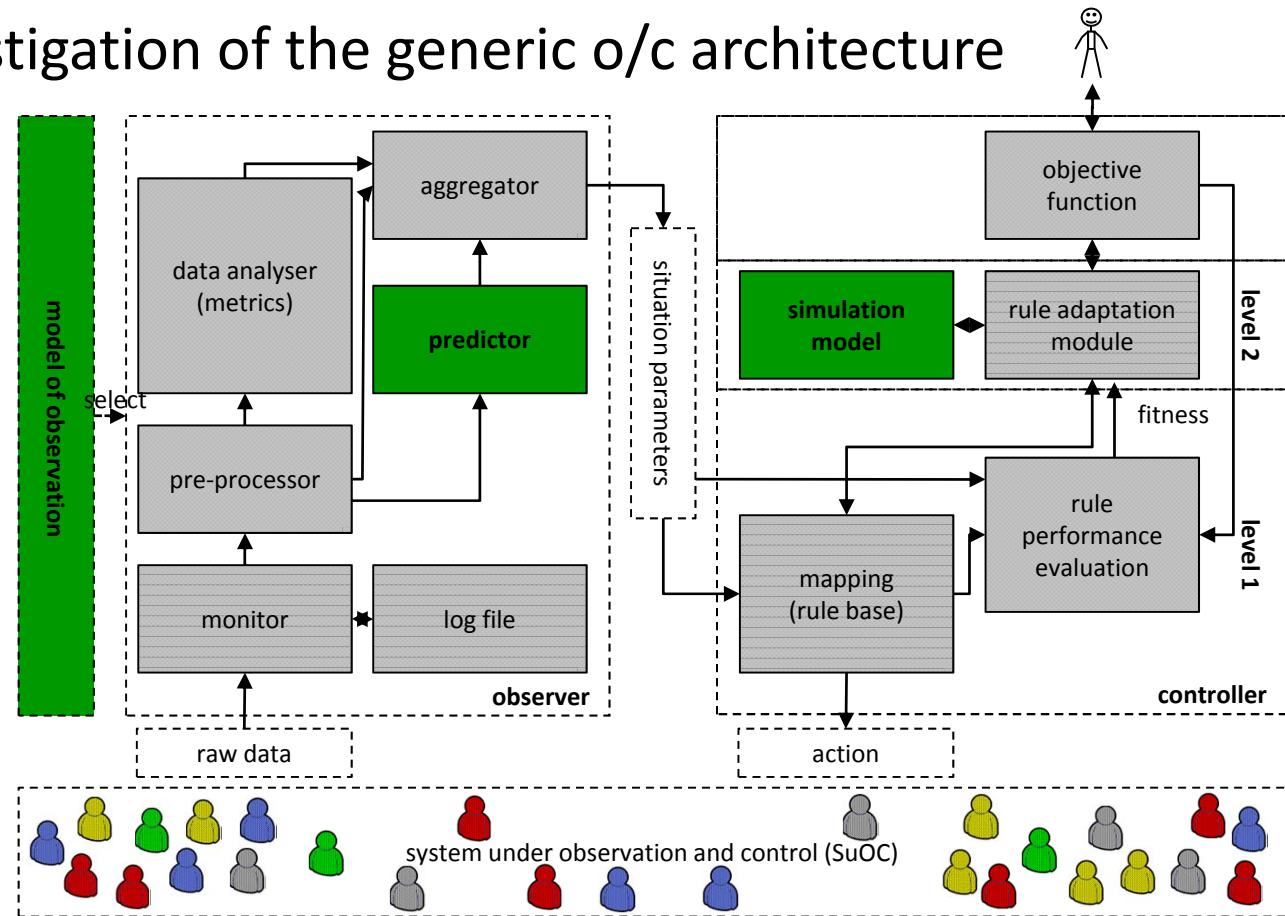 stigation of the generic o/c architecture
model of observation
select
data analyser
(metrics)
aggregator
predictor
pre-processor
monitor
log file
observer
raw data
situation parameters
objective
function
simulation
model
rule adaptation
module
level 2
fitness
mapping
(rule base)
rule
performance
evaluation
level 1
controller
action
system under observation and control (SuOC)